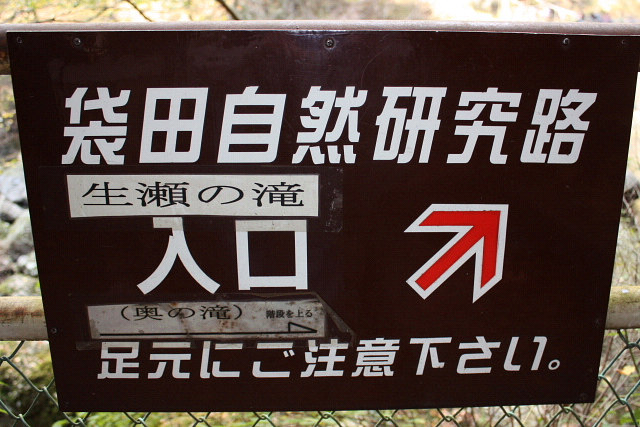 袋田自然研究路
生瀬の滝
入口
(奥の滝) 階段を上る
足元にご注意下さい。